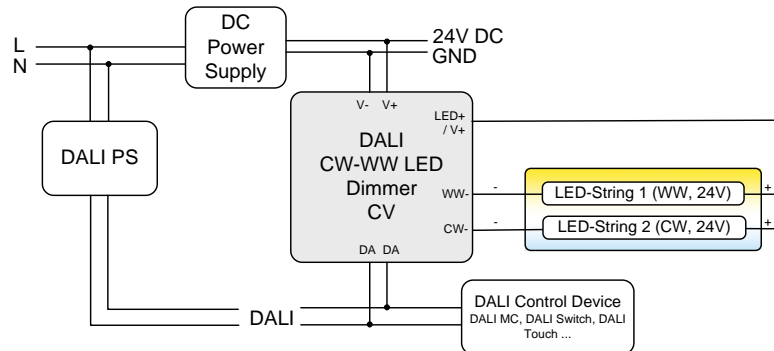 DC
Power
Supply
L
N
24V DC
GND
V- V+
LED+
/ V+
DALI PS
DALI
CW-WW LED
Dimmer
CV
WW-
CW-
-
LED-String 1 (WW, 24V)
+
-
LED-String 2 (CW, 24V)
+
DA DA
DALI
DALI Control Device
DALI MC, DALI Switch, DALI
Touch ...